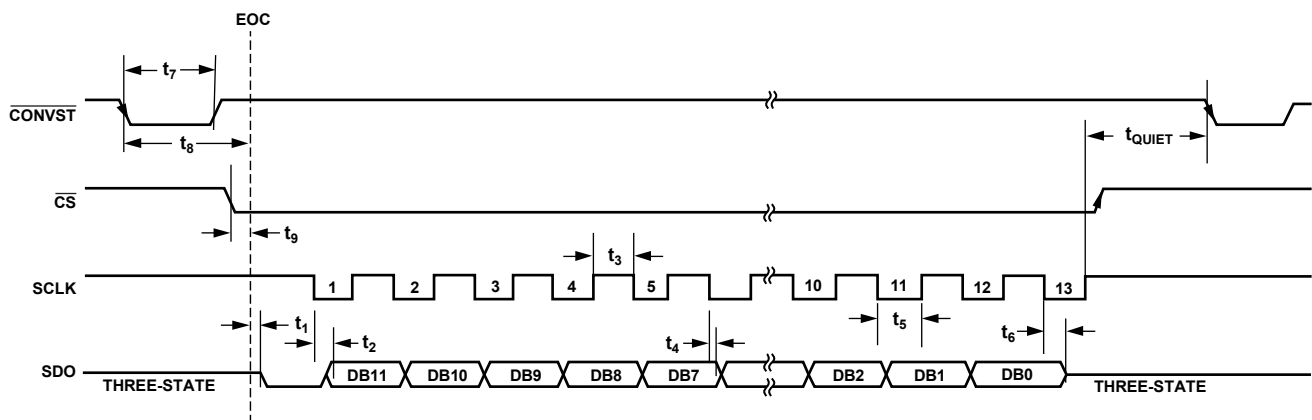 EOC
t7
CONVST
t8
tQUIET
CS
t9
t3
SCLK
1 2 3 4 5 10 11 12 13
t1
t2
t4
t5
t6
SDO
THREE-STATE
DB11 DB10 DB9 DB8 DB7 DB2 DB1 DB0
THREE-STATE